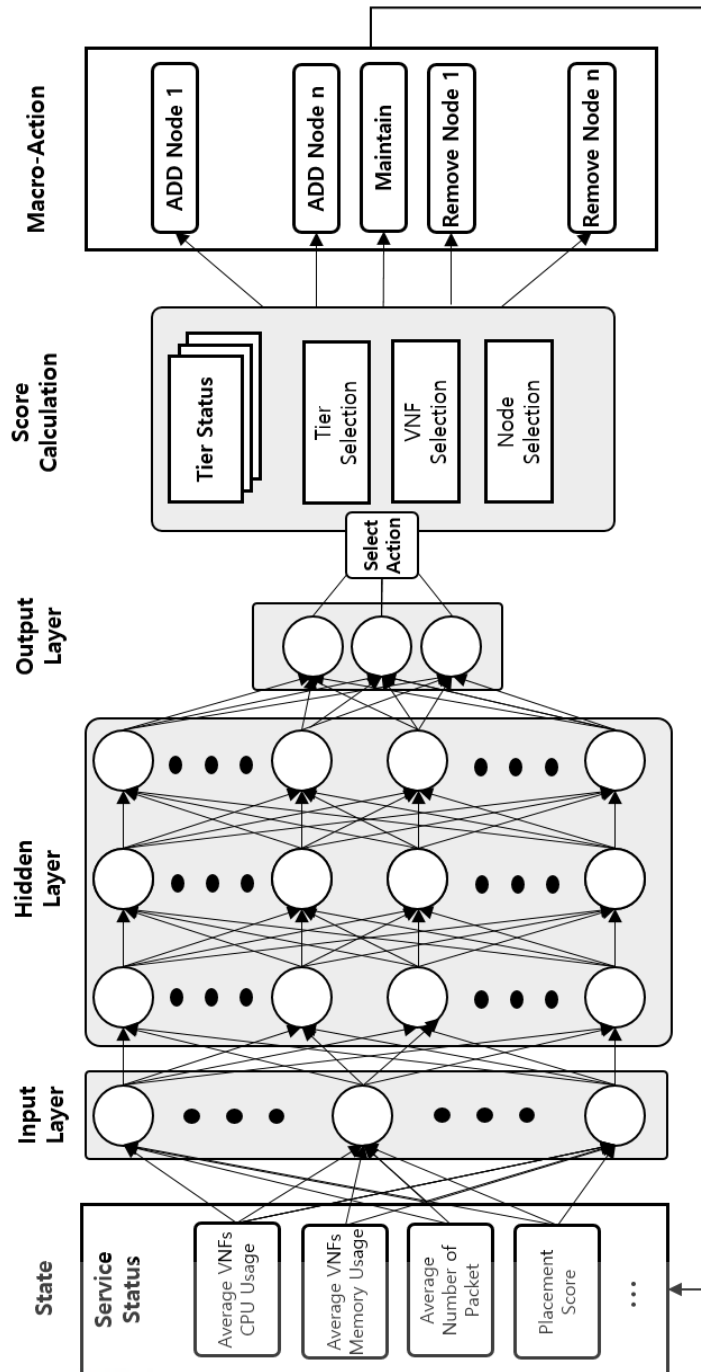 State
Service
Status
Average VNFs
CPU Usage
Average VNFs
Memory Usage
Average
Number of
Packet
Placement
Score
...
Input
Layer
Hidden
Layer
Output
Layer
Select
Action
Score
Calculation
Tier Status
Tier
Selection
VNF
Selection
Node
Selection
Macro-Action
ADD Node 1
ADD Node n
Maintain
Remove Node 1
Remove Node n